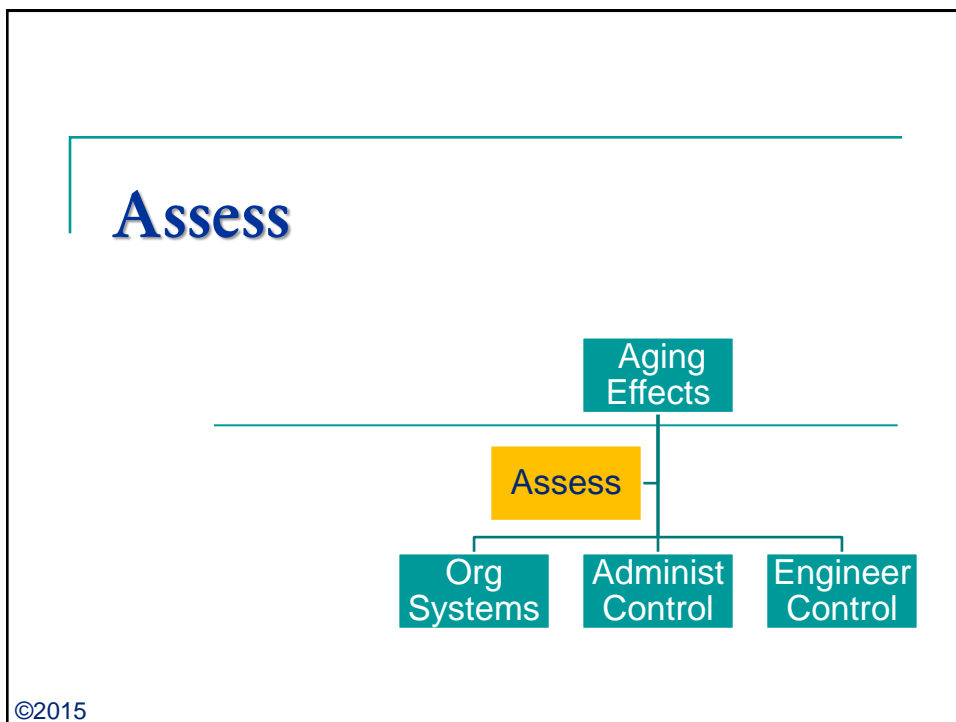 Assess
Aging
Effects
Assess
Org
Systems
Administ
Control
Engineer
Control
©2015